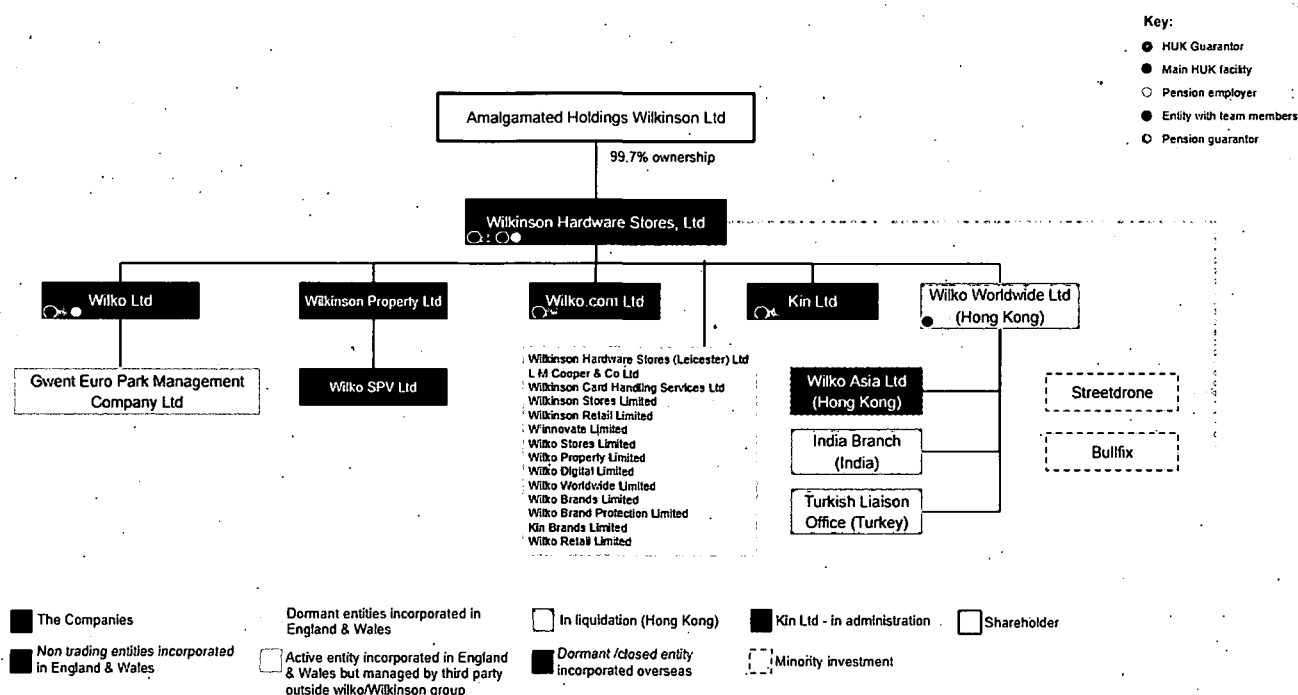 Key:
HUK Guarantor
Main HUK facility
Pension employer
Entity with team members
Pension guarantor
Amalgamated Holdings Wilkinson Ltd
99.7% ownership
Wilkinson Hardware Stores, Ltd
Wilko Ltd
Wilkinson Property Ltd
Wilko.com Ltd
Kin Ltd
Wilko Worldwide Ltd
(Hong Kong)
Gwent Euro Park Management
Company Ltd
Wilko SPV Ltd
Wilkinson Hardware Stores (Leicester) Ltd
L M Cooper & Co Ltd
Wilkinson Card Handling Services Ltd
Wilkinson Stores Limited
Wilkinson Retail Limited
Winnovate Limited
Wilko Stores Limited
Wilko Property Limited
Wilko Digital Limited
Wilko Worldwide Limited
Wilko Brands Limited
Wilko Brand Protection Limited
Kin Brands Limited
Wilko Retail Limited
Wilko Asia Ltd
(Hong Kong)
India Branch
(India)
Turkish Liaison
Office (Turkey)
Streetdrone
Bullfix
The Companies
Non trading entities incorporated
in England & Wales
Dormant entities incorporated in
England & Wales
Active entity incorporated in England
& Wales but managed by third party
outside wilko/Wilkinson group
In liquidation (Hong Kong)
Dormant /closed entity
incorporated overseas
Kin Ltd - in administration
Minority investment
Shareholder